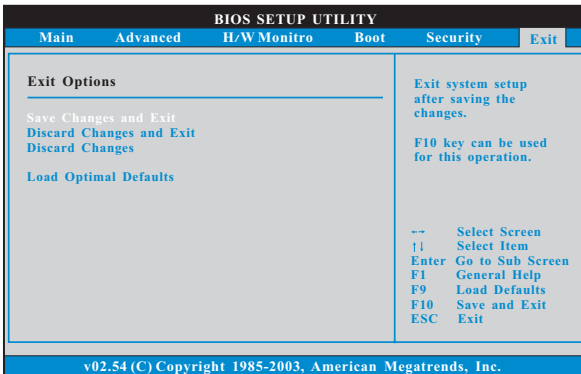 BIOS SETUP UTILITY
Main Advanced H/W Monitro Boot Security Exit
Exit Options
Save Changes and Exit
Discard Changes and Exit
Discard Changes
Load Optimal Defaults
Exit system setup
after saving the
changes.
F10 key can be used
for this operation.
←→ Select Screen
↑↓ Select Item
Enter Go to Sub Screen
F1 General Help
F9 Load Defaults
F10 Save and Exit
ESC Exit
v02.54 (C) Copyright 1985-2003, American Megatrends, Inc.